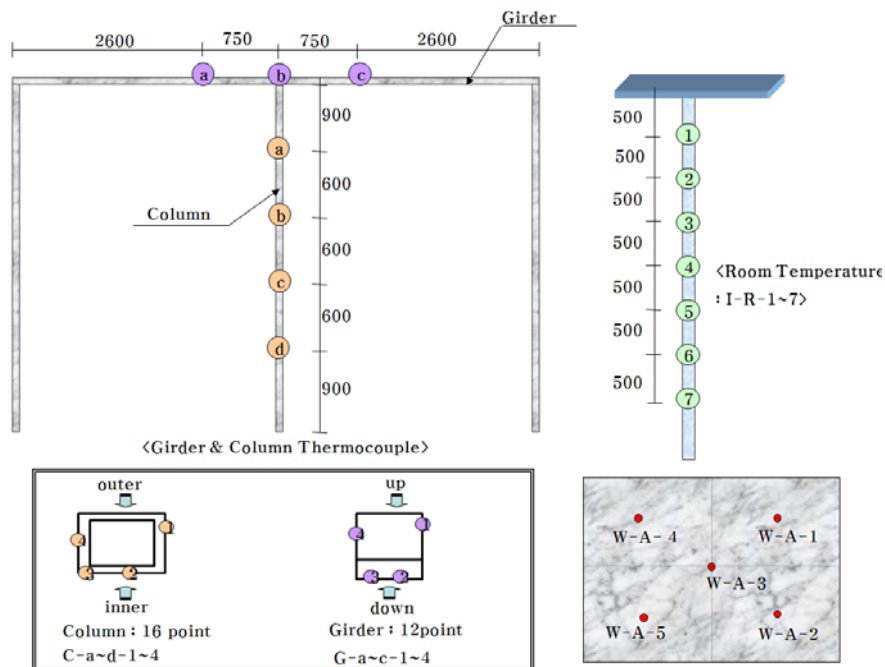 Girder
2600 750 750 2600
a b c
900
a
600
Column
b
600
c
600
d
900
<Girder & Column Thermocouple>
500
1
500
2
500
3
500
4
500
5
500
6
500
7
<Room Temperature
: I-R-1~7>
outer
1
4
3 2
inner
Column : 16 point
C-a~d-1~4
up
1
4
3 2
down
Girder : 12point
G-a~c-1~4
W-A-4 W-A-1
W-A-3
W-A-5 W-A-2